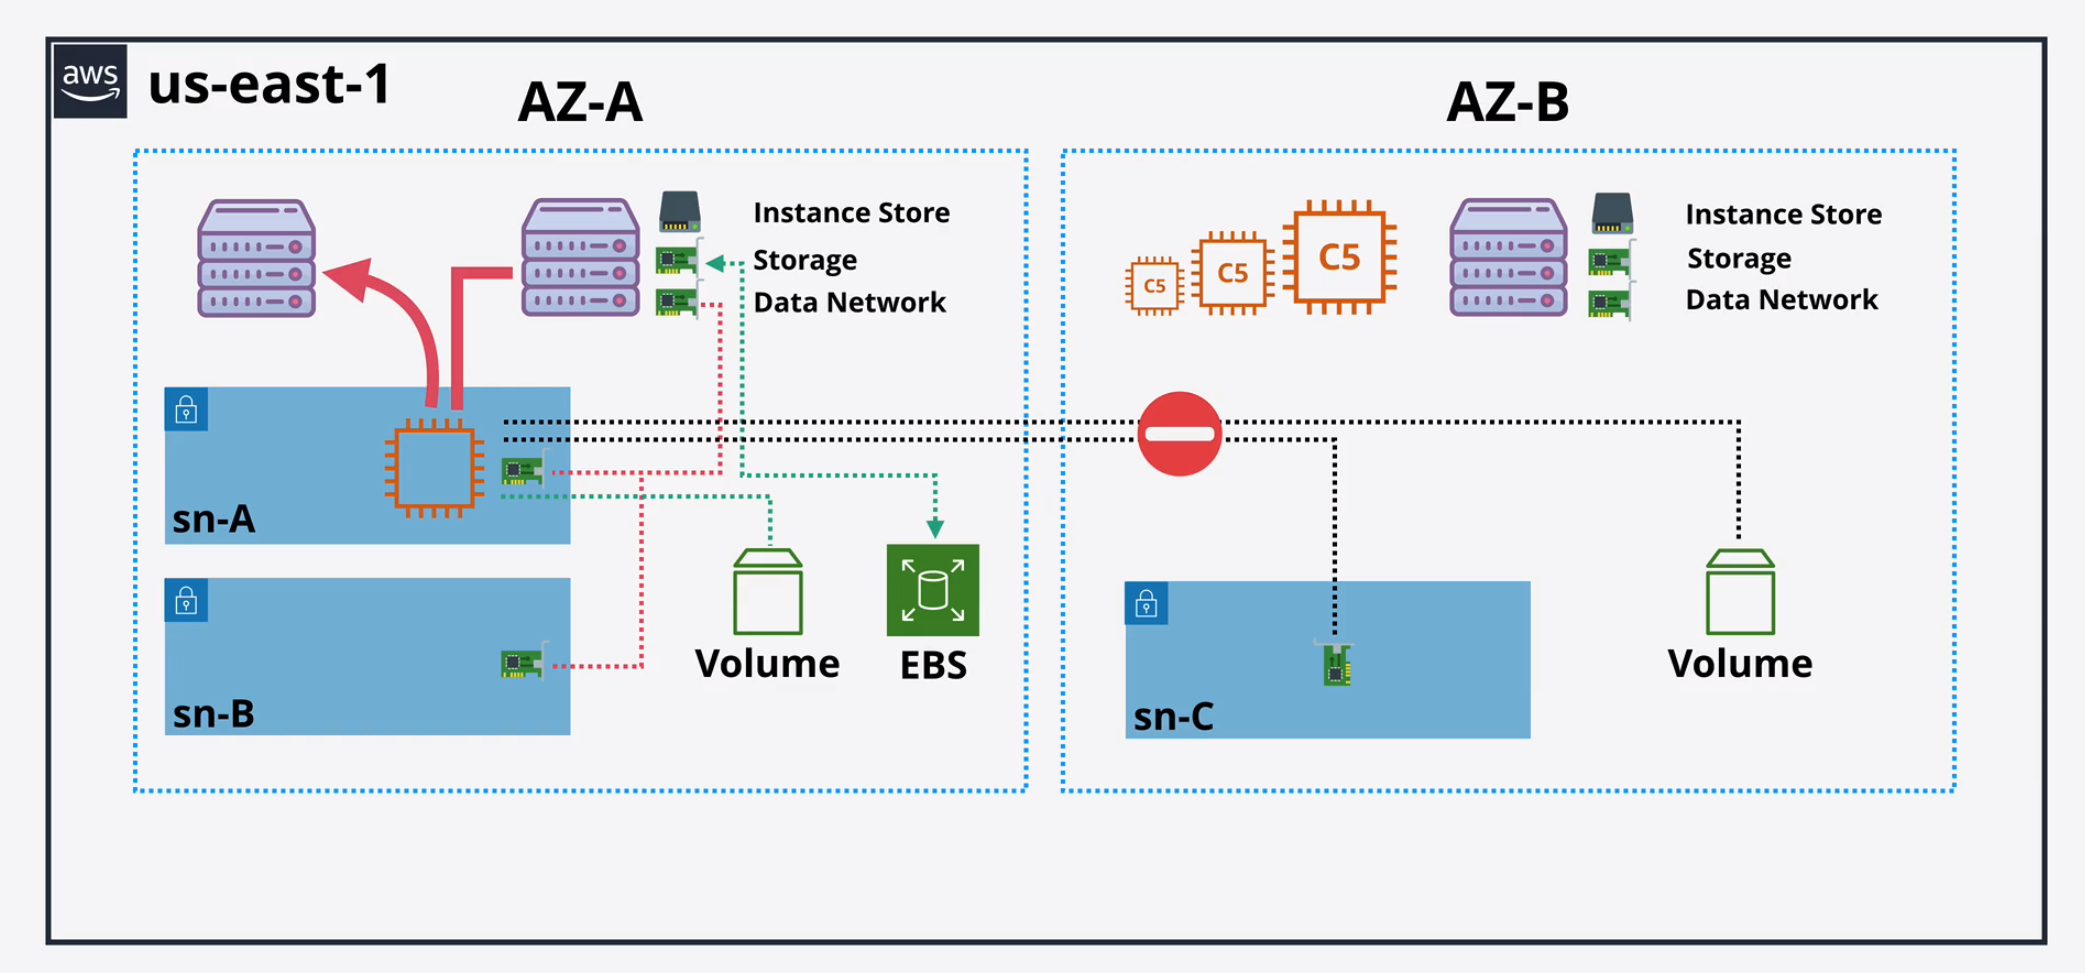 aws
us-east-1
AZ-A
AZ-B
Instance Store
Storage
Data Network
C5
C5
C5
Instance Store
Storage
Data Network
sn-A
sn-B
Volume
EBS
sn-C
Volume